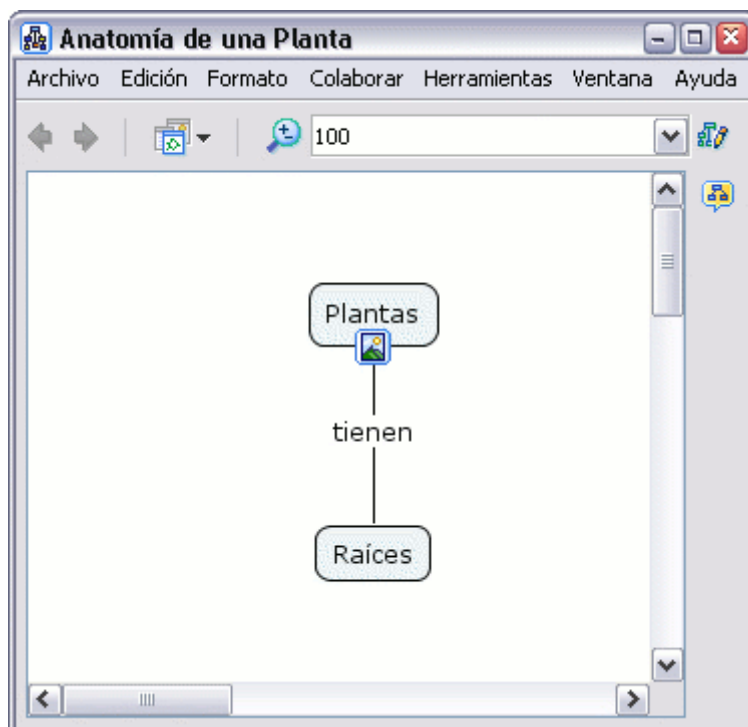 Anatomía de una Planta
Archivo Edición Formato Colaborar Herramientas Ventana Ayuda
100
Plantas
tienen
Raíces